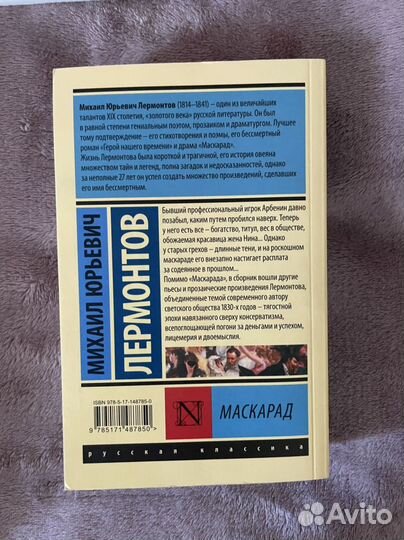 Михаил Юрьевич Лермонтов (1814–1841) – один из величайших
талантов XIX столетия, «золотого века» русской литературы. Он был
в равной степени гениальным поэтом, прозаиком и драматургом. Лучшее
тому подтверждение – его стихотворения и поэмы, его бессмертный
роман «Герой нашего времени» и драма «Маскарад».
Жизнь Лермонтова была короткой и трагичной, его история овеяна
множеством тайн и легенд, полна загадок и недосказанностей, однако
за неполные 27 лет он успел создать множество произведений, сделавших
его имя бессмертным.
МИХАИЛ ЮРЬЕВИЧ
ЛЕРМОНТОВ
Бывший профессиональный игрок Арбенин давно
позабыл, каким путем пробился наверх. Теперь
у него есть все – богатство, титул, вес в обществе,
обожаемая красавица жена Нина... Однако
у старых грехов – длинные тени, и на роскошном
маскараде его внезапно настигает расплата
за содеянное в прошлом...
Помимо «Маскарада», в сборник вошли другие
пьесы и прозаические произведения Лермонтова,
объединенные темой современного автору
светского общества 1830-х годов – тягостной
эпохи навязанного сверху консерватизма,
всепоглощающей погони за деньгами и успехом,
лицемерия и двоемыслия.
ISBN 978-5-17-148785-0
9 785171 487850 >
N
МАСКАРАД
русская классика
Avito